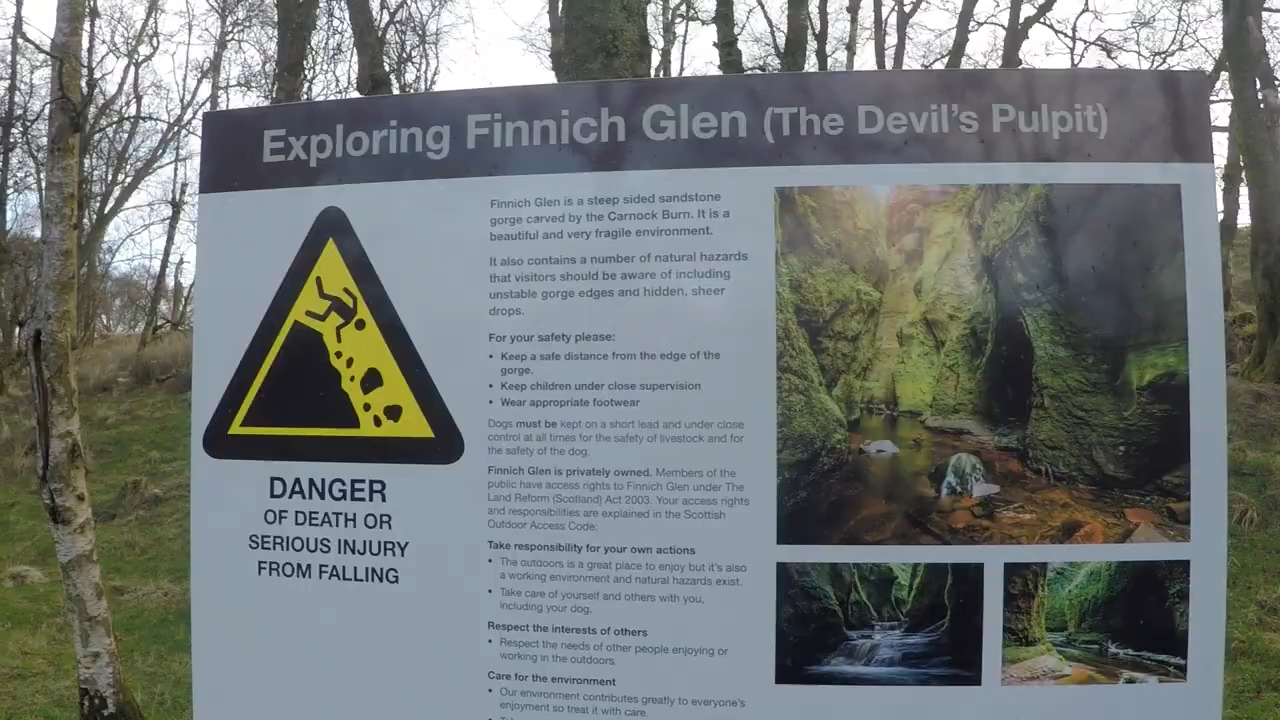 Exploring Finnich Glen (The Devil's Pulpit)
DANGER
OF DEATH OR
SERIOUS INJURY
FROM FALLING
Finnich Glen is a steep sided sandstone
gorge carved by the Carnock Burn. It is a
beautiful and very fragile environment.
It also contains a number of natural hazards
that visitors should be aware of including
unstable gorge edges and hidden, sheer
drops.
For your safety please:
• Keep a safe distance from the edge of the
gorge.
• Keep children under close supervision
• Wear appropriate footwear
Dogs must be kept on a short lead and under close
control at all times for the safety of livestock and for
the safety of the dog.
Finnich Glen is privately owned. Members of the
public have access rights to Finnich Glen under The
Land Reform (Scotland) Act 2003. Your access rights
and responsibilities are explained in the Scottish
Outdoor Access Code:
Take responsibility for your own actions
• The outdoors is a great place to enjoy but it's also
a working environment and natural hazards exist.
• Take care of yourself and others with you,
including your dog.
Respect the interests of others
• Respect the needs of other people enjoying or
working in the outdoors.
Care for the environment
• Our environment contributes greatly to everyone's
enjoyment so treat it with care.